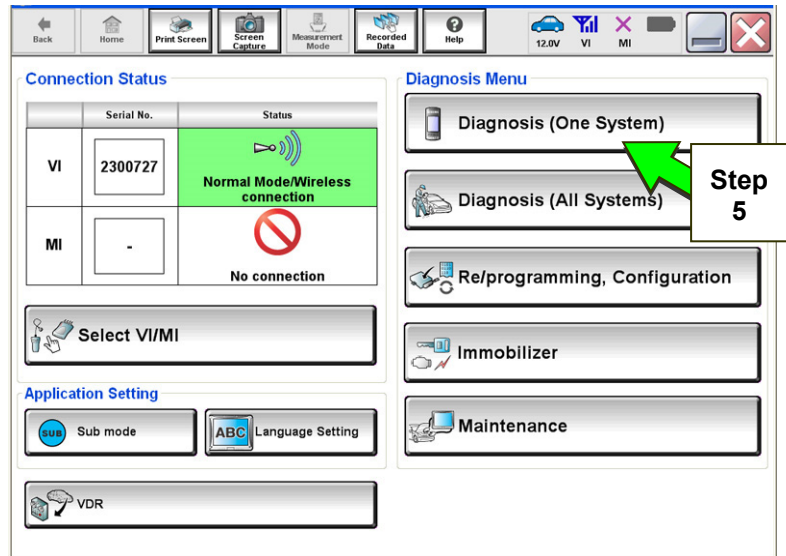 Back
Home
Print Screen
Screen
Capture
Measurement
Mode
Recorded
Data
Help
12.0V
VI
MI
Connection Status
Serial No.
Status
VI
2300727
Normal Mode/Wireless
connection
MI
-
No connection
Select VI/MI
Application Setting
SUB
Sub mode
ABC
Language Setting
VDR
Diagnosis Menu
Diagnosis (One System)
Step
5
Diagnosis (All Systems)
Re/programming, Configuration
Immobilizer
Maintenance